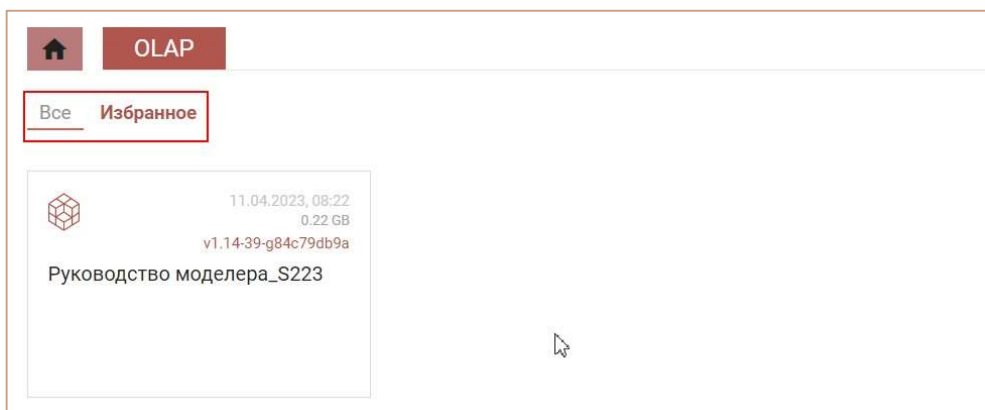 OLAP
Все Избранное
11.04.2023, 08:22
0.22 GB
v1.14-39-g84c79db9a
Руководство моделера_S223